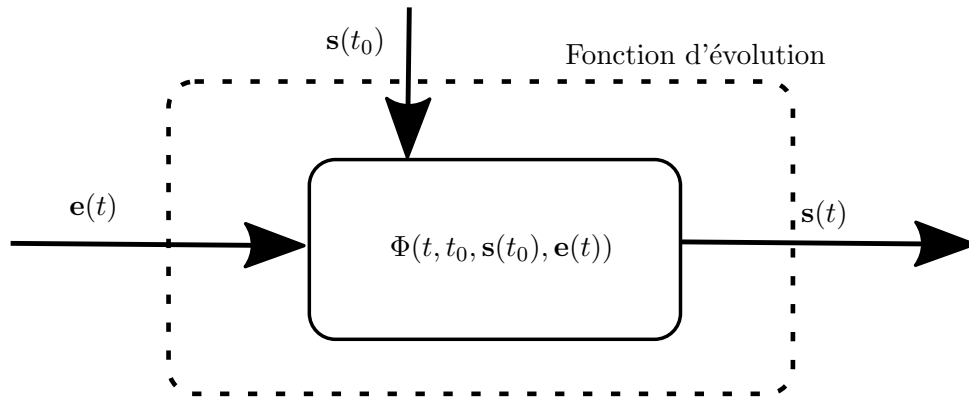 s(t₀)
Fonction d'évolution
e(t)
s(t)
Φ(t, t₀, s(t₀), e(t))